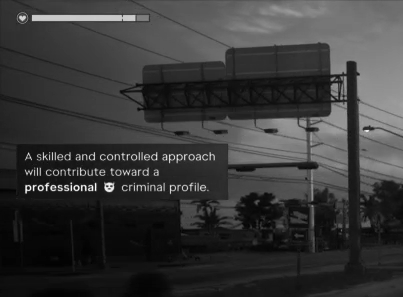 A skilled and controlled approach
will contribute toward a
professional criminal profile.